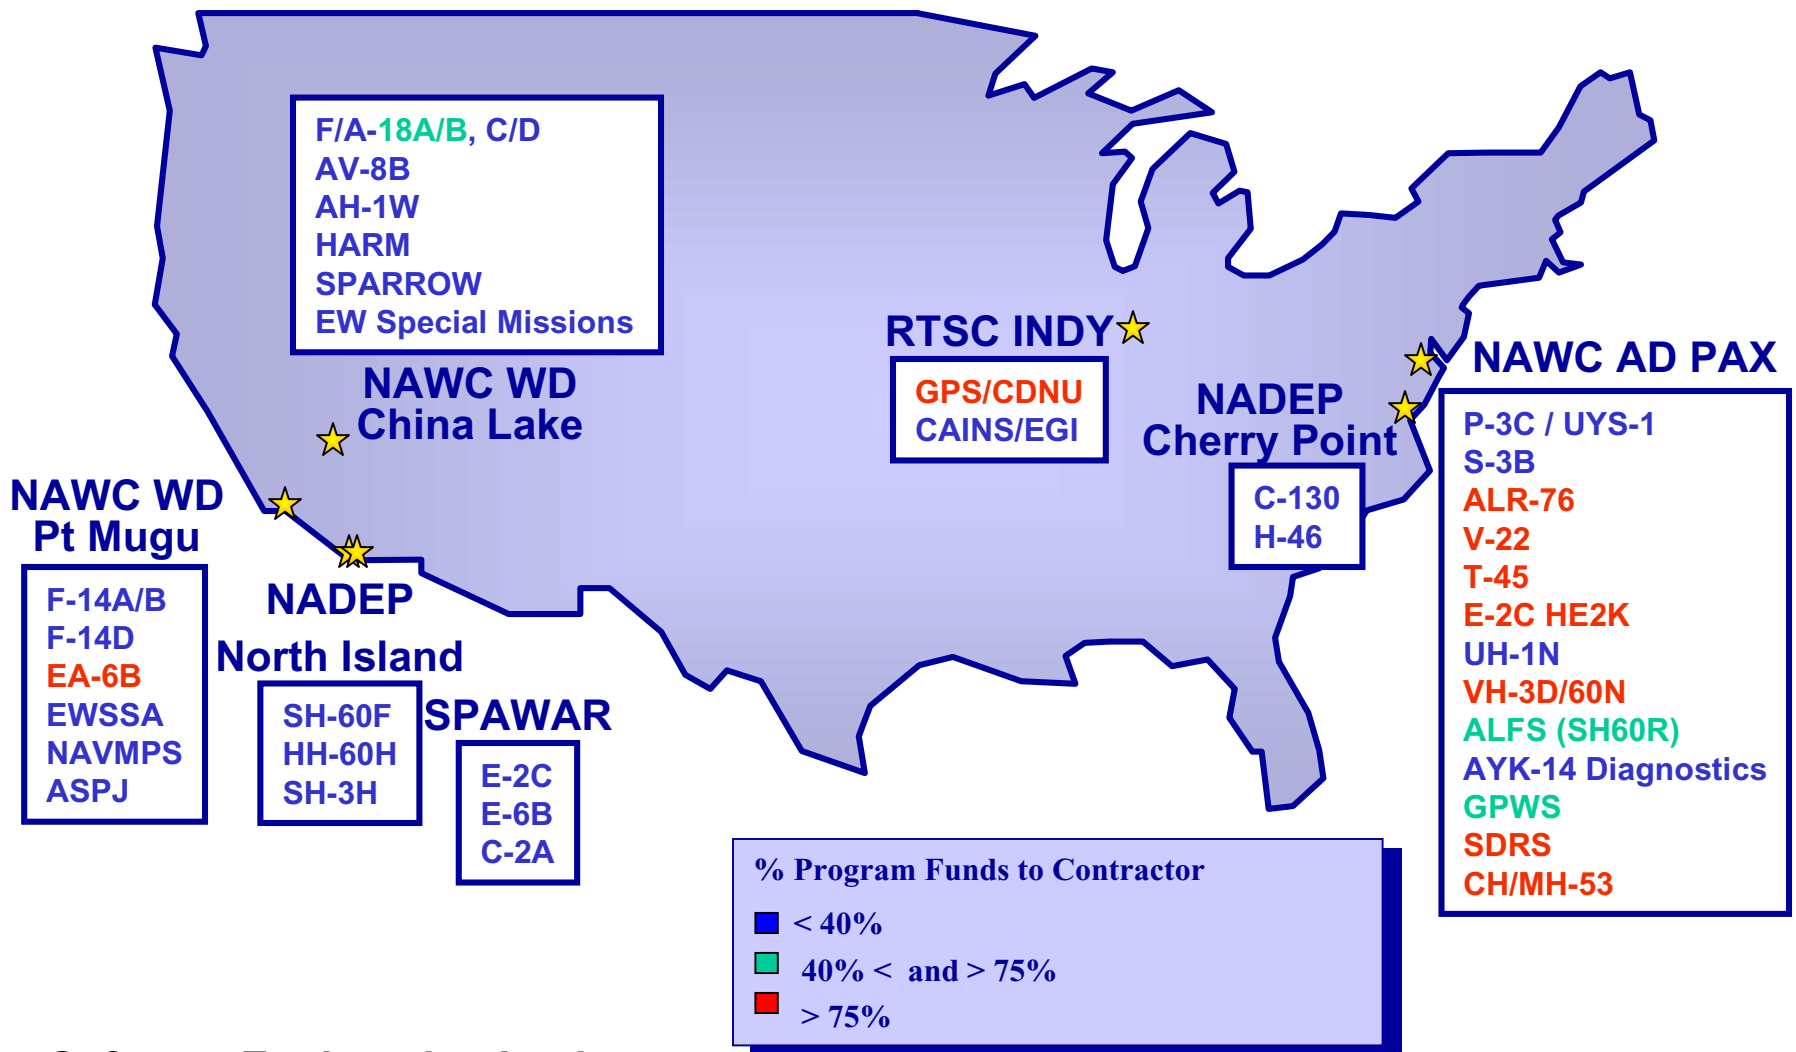 F/A-18A/B, C/D
AV-8B
AH-1W
HARM
SPARROW
EW Special Missions
NAWC WD
China Lake
RTSC INDY
GPS/CDNU
CAINS/EGI
NADEP
Cherry Point
C-130
H-46
NAWC AD PAX
P-3C / UYS-1
S-3B
ALR-76
V-22
T-45
E-2C HE2K
UH-1N
VH-3D/60N
ALFS (SH60R)
AYK-14 Diagnostics
GPWS
SDRS
CH/MH-53
NAWC WD
Pt Mugu
F-14A/B
F-14D
EA-6B
EWSSA
NAVMPS
ASPJ
NADEP
North Island
SH-60F
HH-60H
SH-3H
SPAWAR
E-2C
E-6B
C-2A
% Program Funds to Contractor
< 40%
40% < and > 75%
> 75%